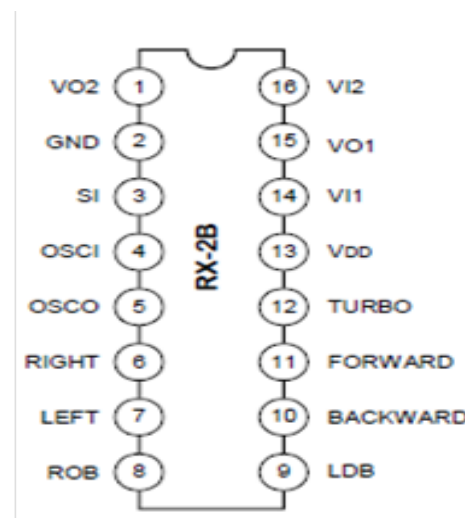 VO2 1 16 VI2
GND 2 15 VO1
SI 3 14 VI1
OSCI 4 13 VDD
OSCO 5 12 TURBO
RIGHT 6 11 FORWARD
LEFT 7 10 BACKWARD
ROB 8 9 LDB
RX-2B